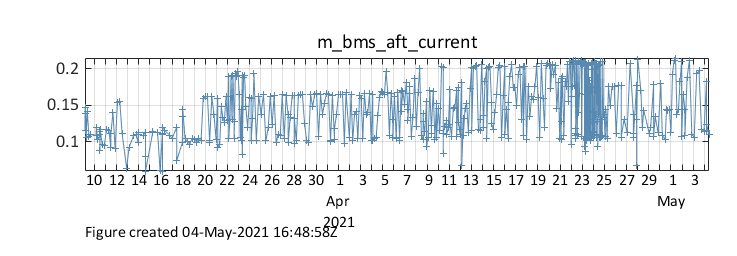 m_bms_aft_current
0.2
0.15
0.1
10 12 14 16 18 20 22 24 26 28 30 1 3 5 7 9 11 13 15 17 19 21 23 25 27 29 1 3
Apr May
2021
Figure created 04-May-2021 16:48:58Z